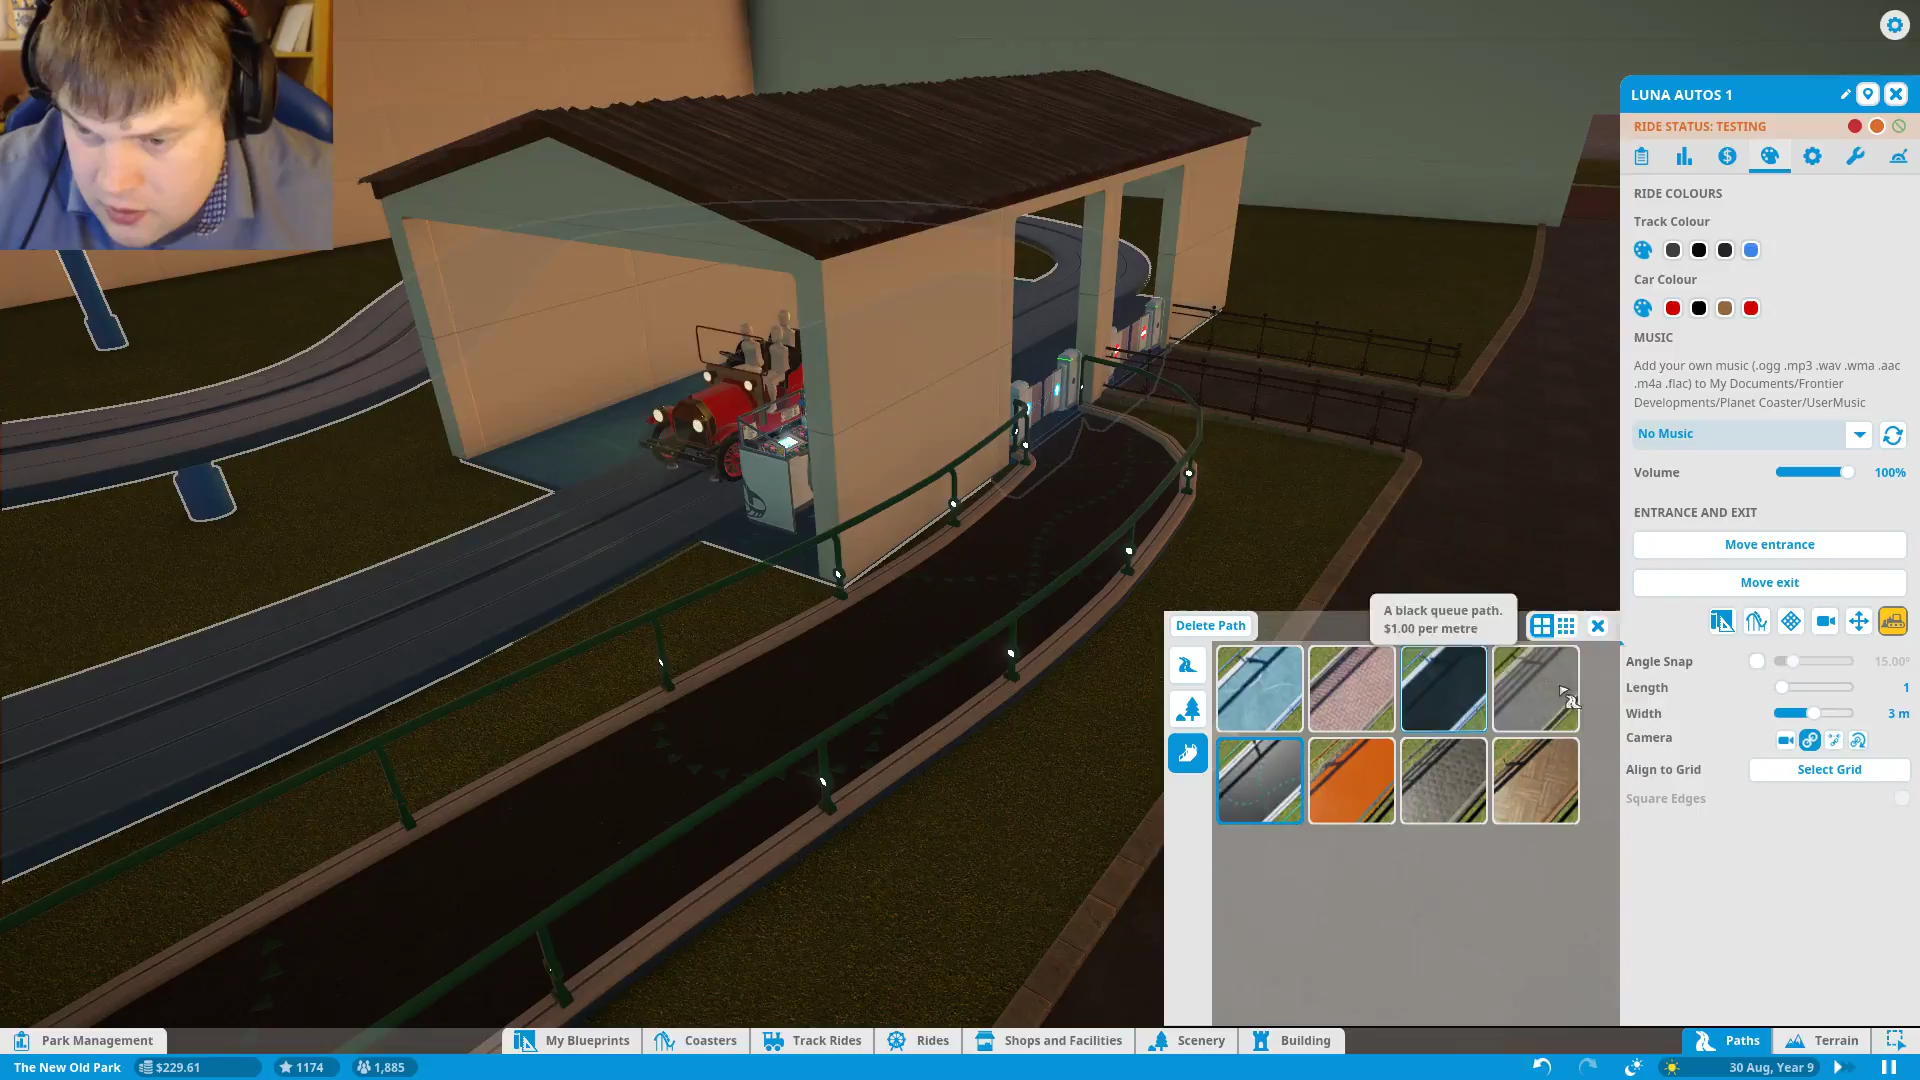 LUNA AUTOS 1
RIDE STATUS: TESTING
RIDE COLOURS
Track Colour
Car Colour
MUSIC
Add your own music (.ogg .mp3 .wav .wma .aac
.m4a .flac) to My Documents/Frontier
Developments/Planet Coaster/UserMusic
No Music
Volume 100%
ENTRANCE AND EXIT
Move entrance
Move exit
Angle Snap 15.00°
Length 1
Width 3 m
Camera
Align to Grid Select Grid
Square Edges
Delete Path
A black queue path.
$1.00 per metre
Park Management My Blueprints Coasters Track Rides Rides Shops and Facilities Scenery Building Paths Terrain
The New Old Park $229.61 1174 1,885 30 Aug, Year 9